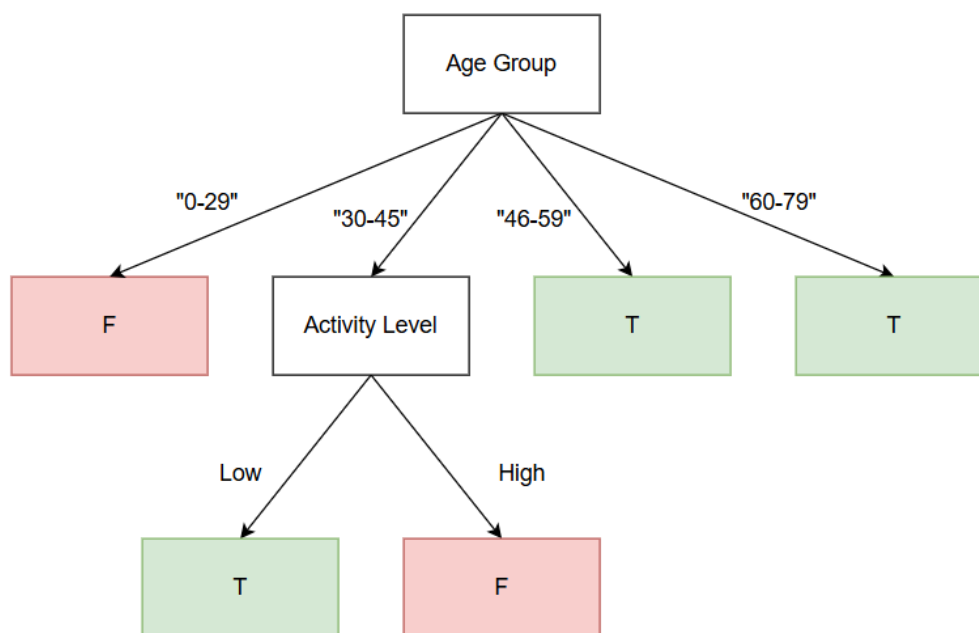 Age Group
"0-29"
"30-45"
"46-59"
"60-79"
F
Activity Level
T
T
Low
High
T
F